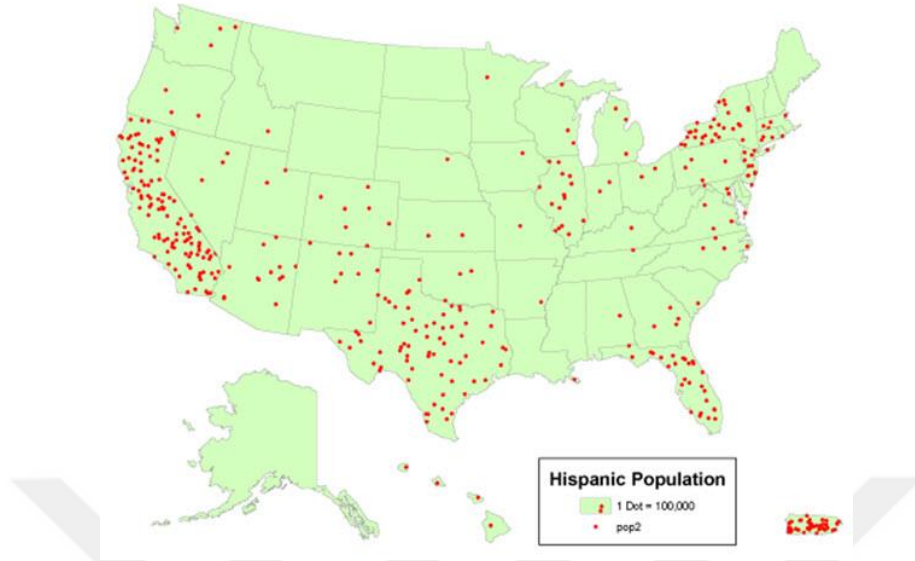 Hispanic Population
1 Dot = 100,000
pop2